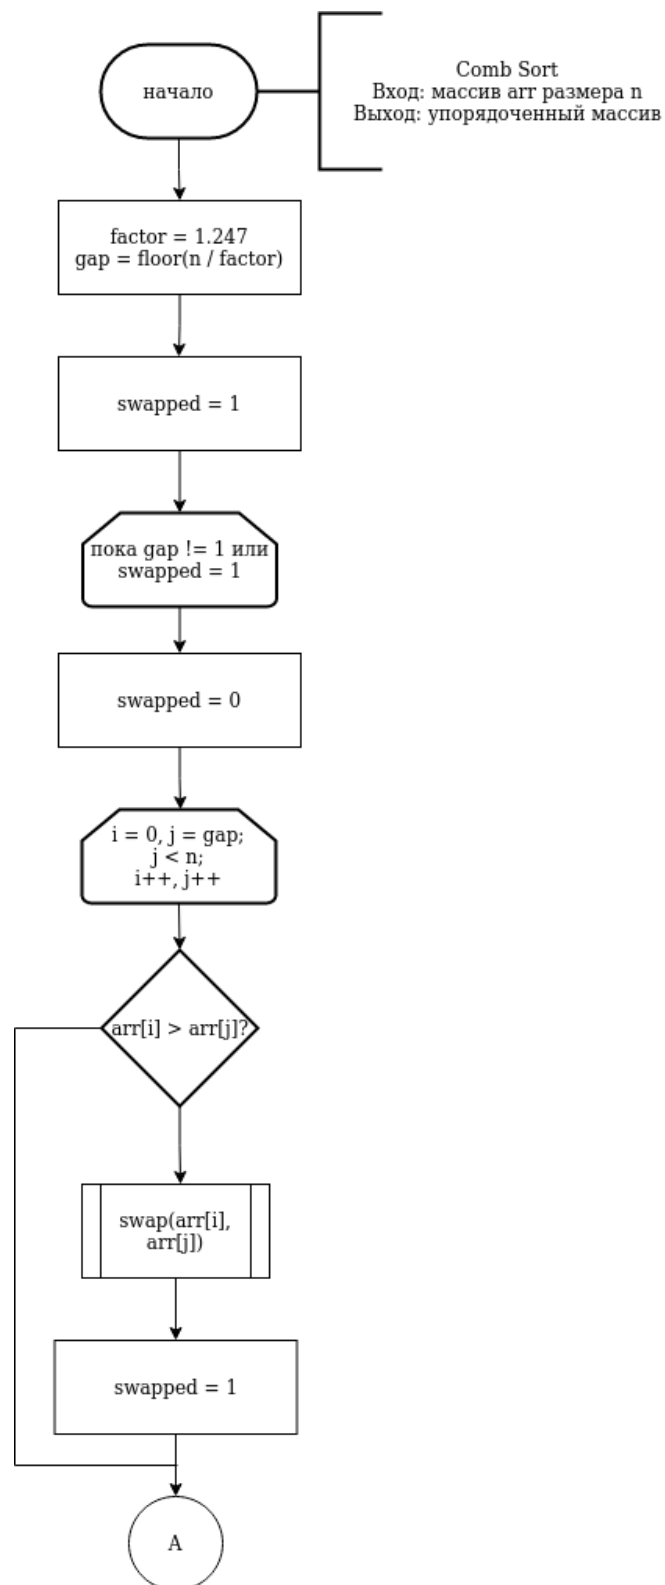 начало
Comb Sort
Вход: массив arr размера n
Выход: упорядоченный массив
factor = 1.247
gap = floor(n / factor)
swapped = 1
пока gap != 1 или
swapped = 1
swapped = 0
i = 0, j = gap;
j < n;
i++, j++
arr[i] > arr[j]?
swap(arr[i],
arr[j])
swapped = 1
A